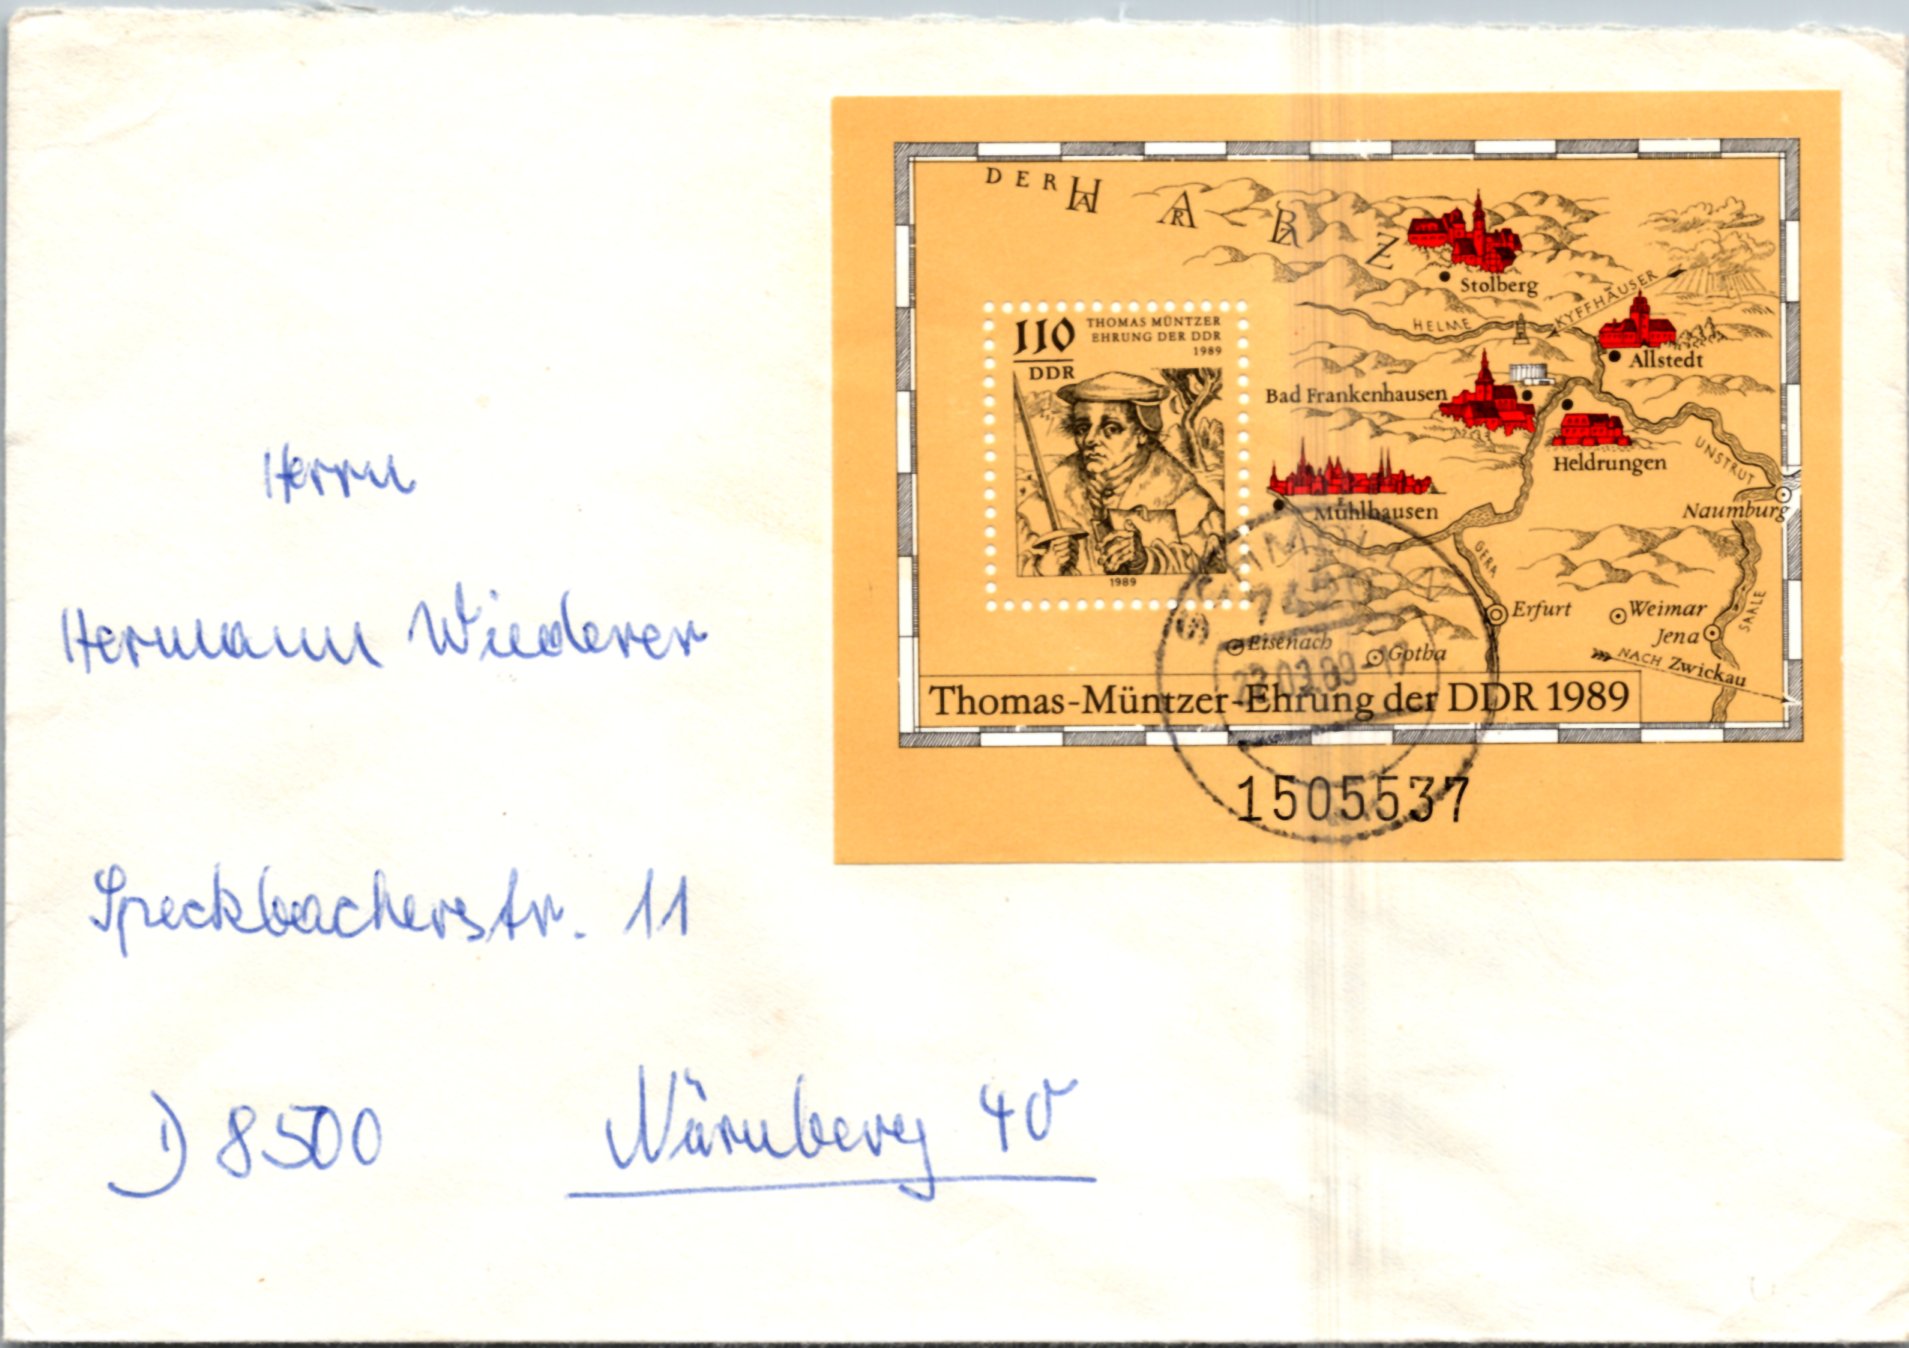 DER HARZ
Stolberg
KYFFHÄUSER
HELME
110
THOMAS MÜNTZER
EHRUNG DER DDR
1989
DDR
Allstedt
Bad Frankenhausen
Heldrungen
UNSTRUT
Mühlhausen
Naumburg
GERA
1989
Erfurt
Weimar
Jena
SAALE
Eisenach
Gotha
NACH Zwickau
Thomas-Müntzer-Ehrung der DDR 1989
1505537
Herrn
Hermann Wiederer
Speckbacherstr. 11
D 8500 Nürnberg 40